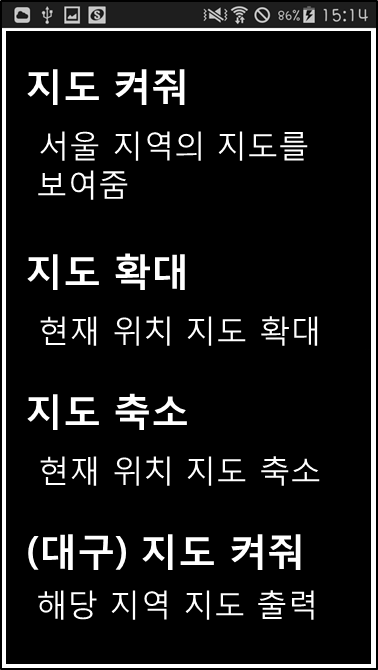 86% 15:14
지도 켜줘
서울 지역의 지도를
보여줌
지도 확대
현재 위치 지도 확대
지도 축소
현재 위치 지도 축소
(대구) 지도 켜줘
해당 지역 지도 출력